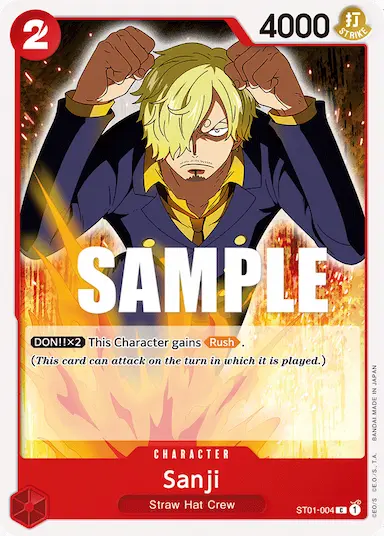 2
4000
打
STRIKE
SAMPLE
DON!!×2 This Character gains Rush .
(This card can attack on the turn in which it is played.)
CHARACTER
Sanji
Straw Hat Crew
ST01-004 C 1
©E.O/S ©E.O./S., T.A. BANDAI MADE IN JAPAN